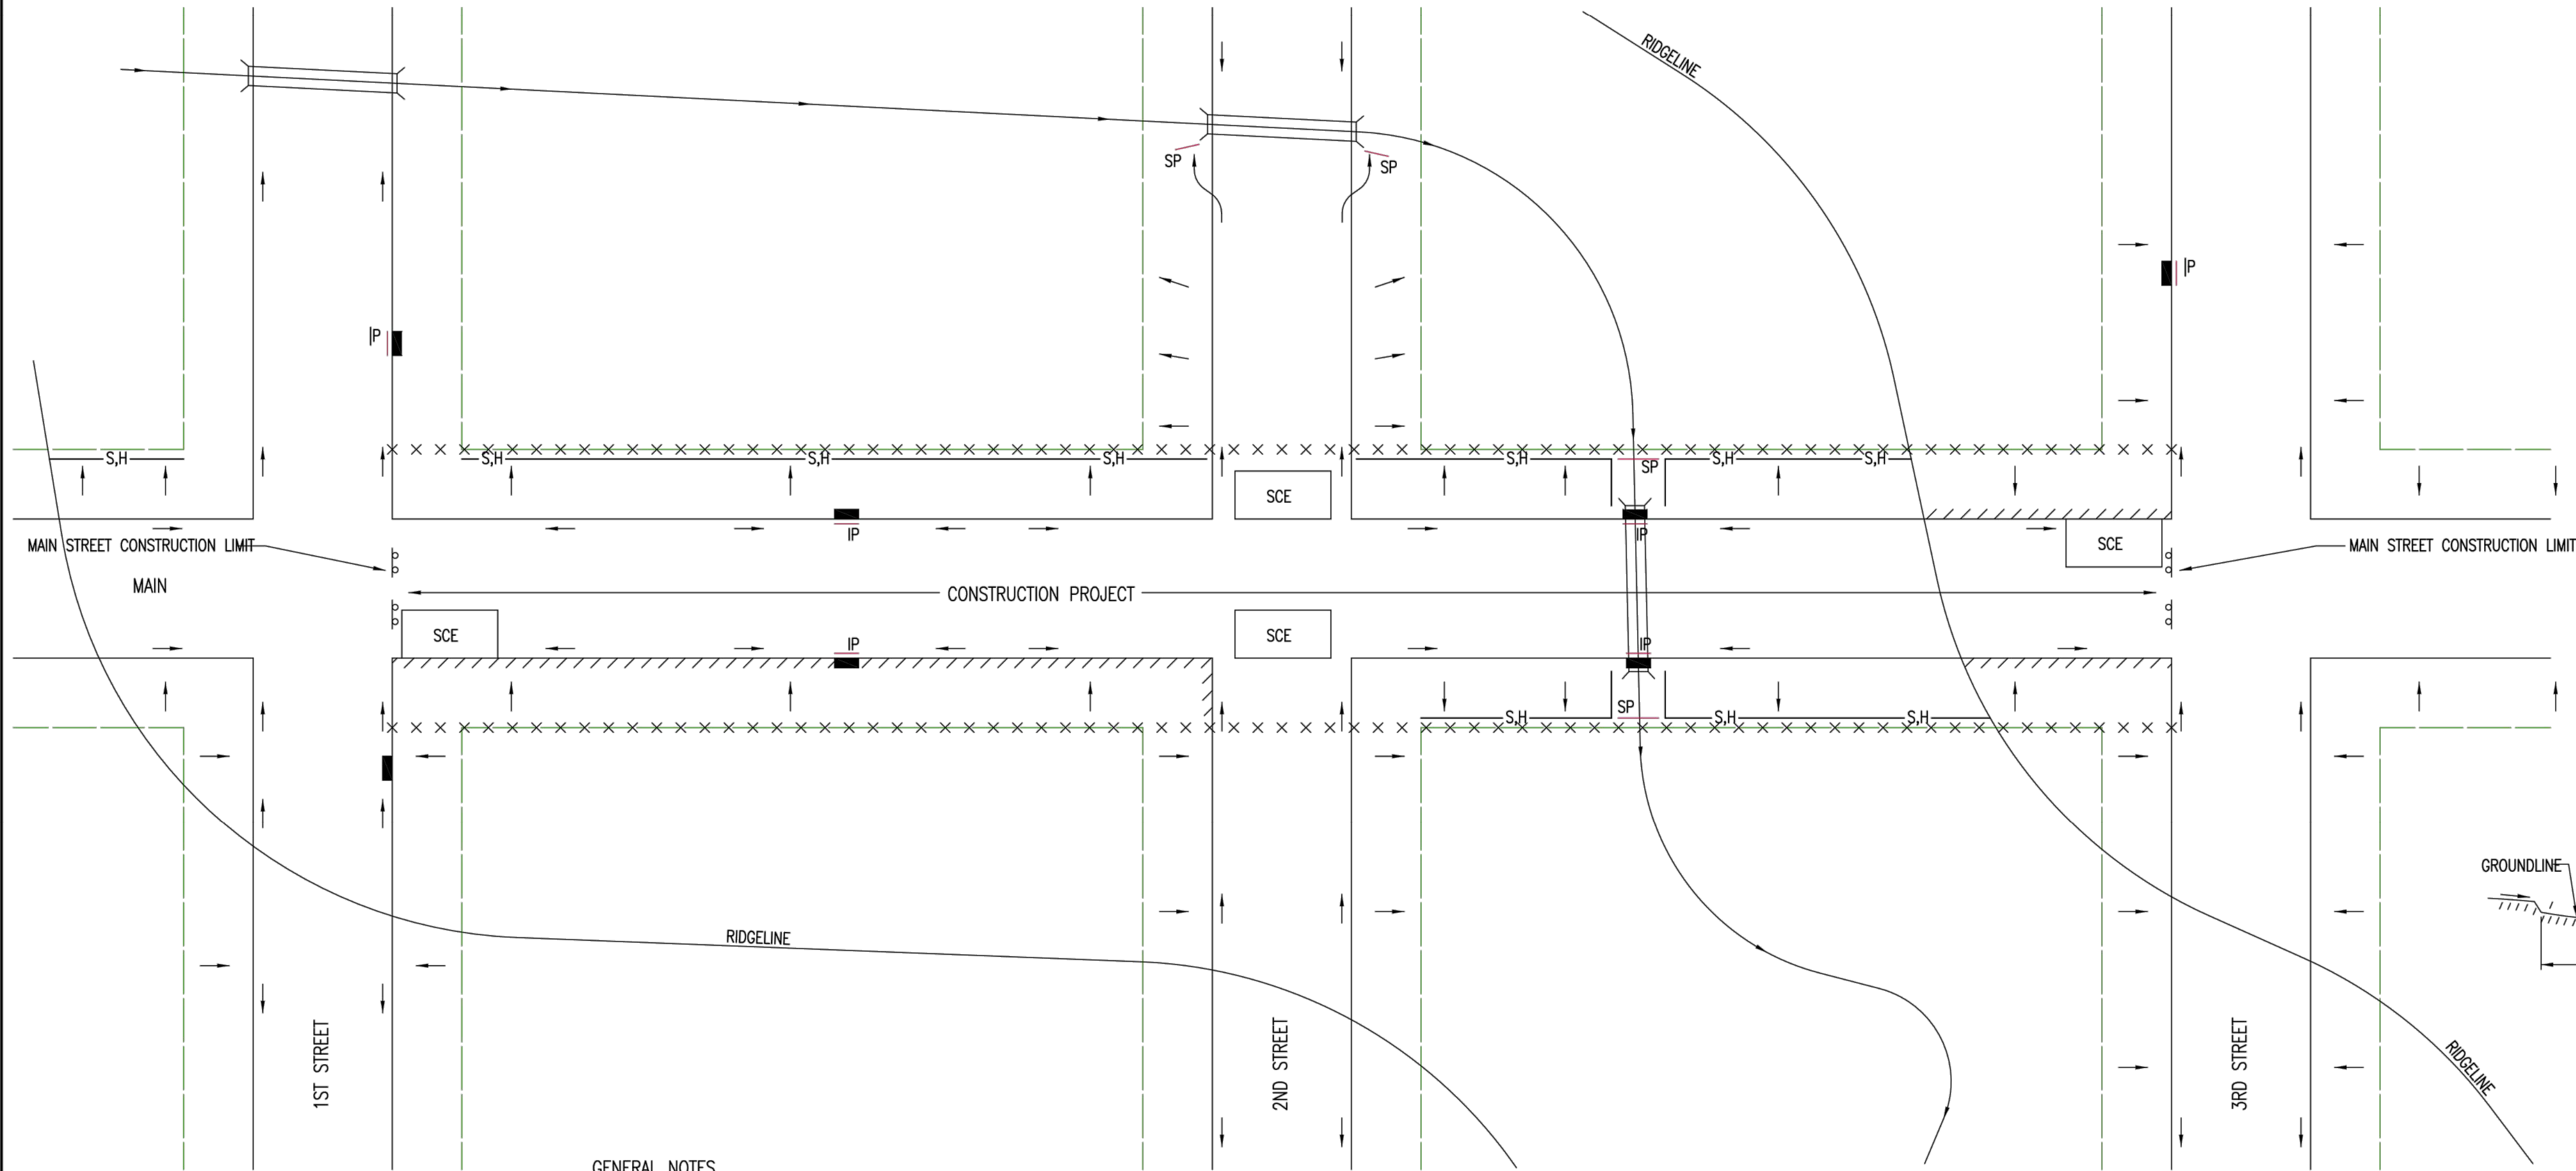 RIDGELINE
SP
SP
IP
IP
S,H
S,H
S,H
S,H
S,H
SP
S,H
S,H
SCE
IP
IP
MAIN STREET CONSTRUCTION LIMIT
SCE
MAIN STREET CONSTRUCTION LIMIT
MAIN
CONSTRUCTION PROJECT
SCE
SCE
IP
IP
SP
S,H
S,H
S,H
GROUNDLINE
RIDGELINE
1ST STREET
2ND STREET
3RD STREET
RIDGELINE
GENERAL NOTES